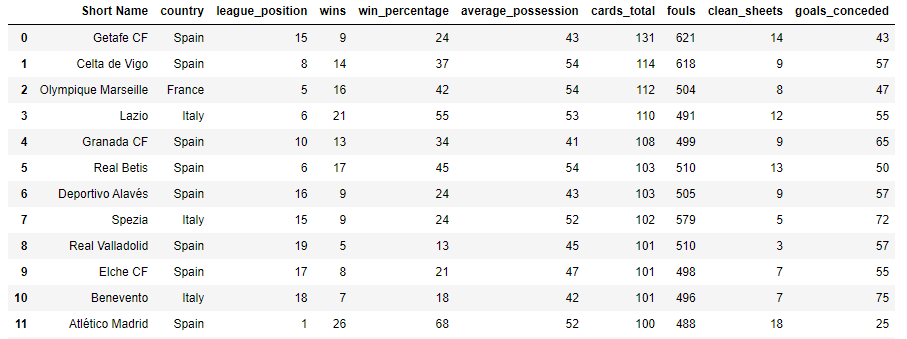 Short Name country league_position wins win_percentage average_possession cards_total fouls clean_sheets goals_conceded
0 Getafe CF Spain 15 9 24 43 131 621 14 43
1 Celta de Vigo Spain 8 14 37 54 114 618 9 57
2 Olympique Marseille France 5 16 42 54 112 504 8 47
3 Lazio Italy 6 21 55 53 110 491 12 55
4 Granada CF Spain 10 13 34 41 108 499 9 65
5 Real Betis Spain 6 17 45 54 103 510 13 50
6 Deportivo Alavés Spain 16 9 24 43 103 505 9 57
7 Spezia Italy 15 9 24 52 102 579 5 72
8 Real Valladolid Spain 19 5 13 45 101 510 3 57
9 Elche CF Spain 17 8 21 47 101 498 7 55
10 Benevento Italy 18 7 18 42 101 496 7 75
11 Atlético Madrid Spain 1 26 68 52 100 488 18 25